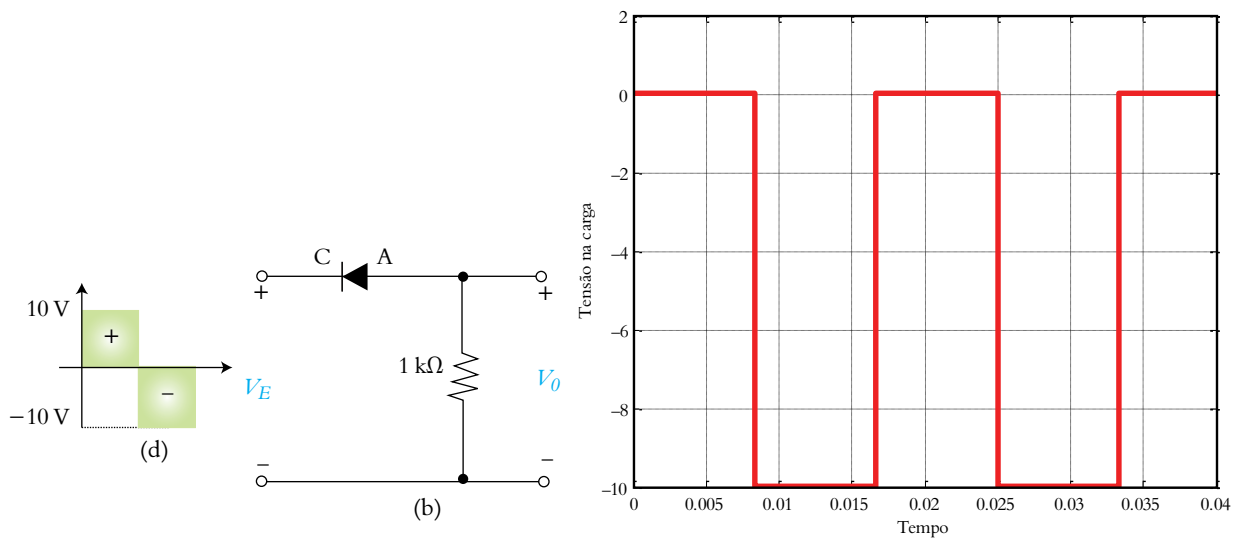 10 V
+
−
−10 V
V_E
(d)
C
A
+
+
1 kΩ
V_0
−
−
(b)
2
0
−2
−4
−6
−8
−10
Tensão na carga
0
0.005
0.01
0.015
0.02
0.025
0.03
0.035
0.04
Tempo